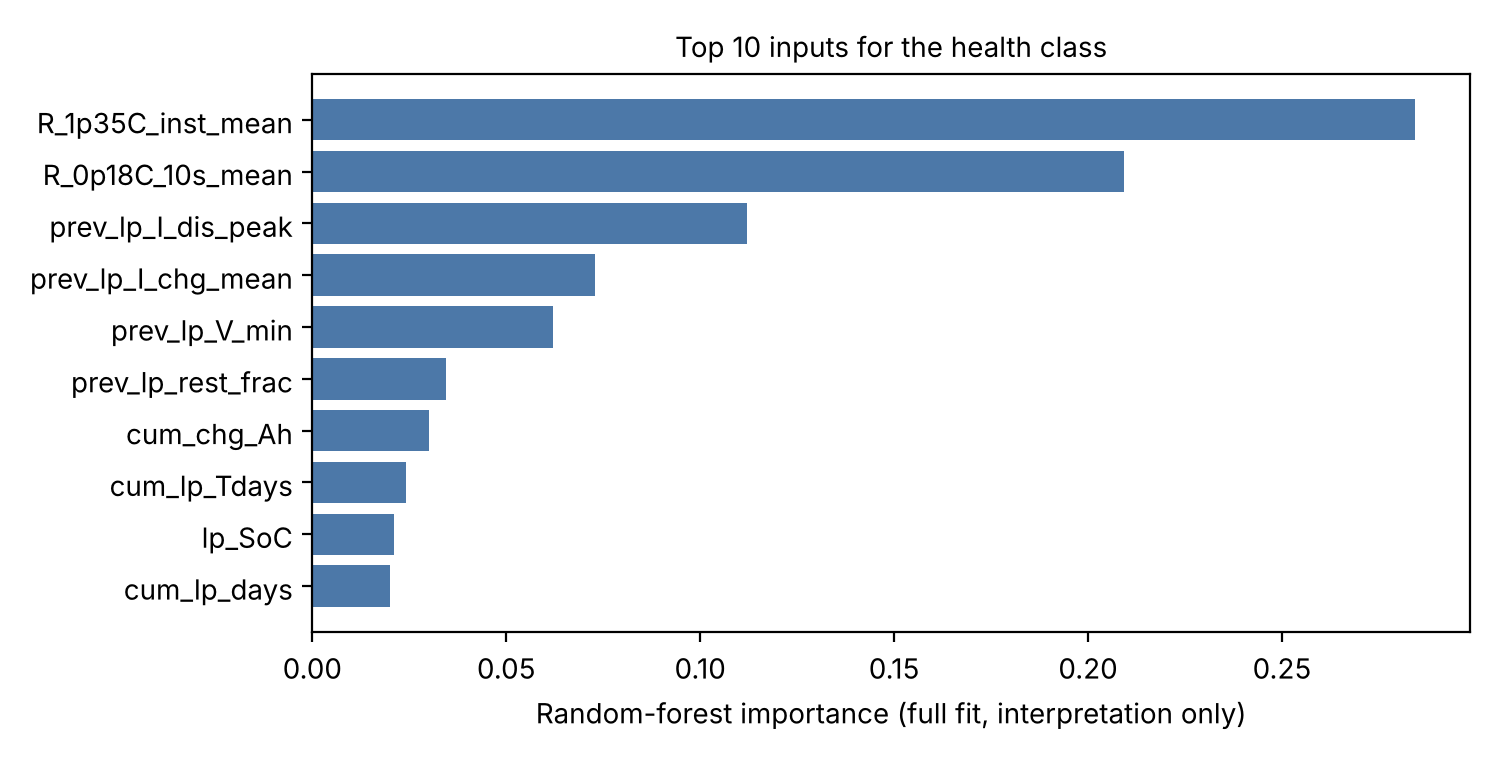 Top 10 inputs for the health class
R_1p35C_inst_mean
R_0p18C_10s_mean
prev_lp_I_dis_peak
prev_lp_I_chg_mean
prev_lp_V_min
prev_lp_rest_frac
cum_chg_Ah
cum_lp_Tdays
lp_SoC
cum_lp_days
0.00 0.05 0.10 0.15 0.20 0.25
Random-forest importance (full fit, interpretation only)